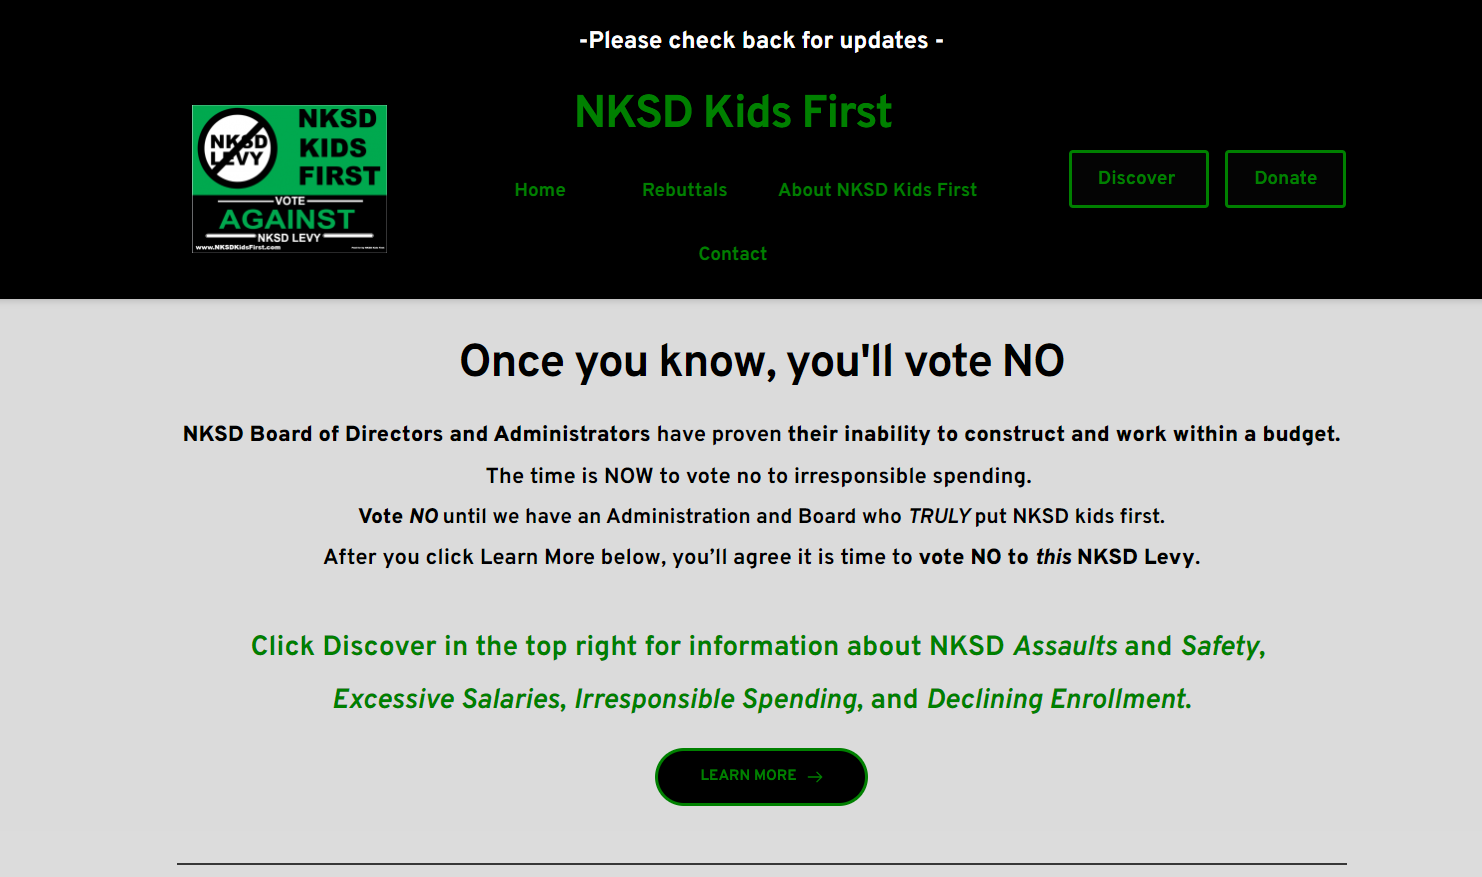 -Please check back for updates -
NKSD Kids First
NKSD
LEVY
NKSD
KIDS
FIRST
VOTE
AGAINST
NKSD LEVY
www.NKSDKidsFirst.com
Home
Rebuttals
About NKSD Kids First
Contact
Discover
Donate
Once you know, you'll vote NO
NKSD Board of Directors and Administrators have proven their inability to construct and work within a budget.
The time is NOW to vote no to irresponsible spending.
Vote NO until we have an Administration and Board who TRULY put NKSD kids first.
After you click Learn More below, you’ll agree it is time to vote NO to this NKSD Levy.
Click Discover in the top right for information about NKSD Assaults and Safety,
Excessive Salaries, Irresponsible Spending, and Declining Enrollment.
LEARN MORE